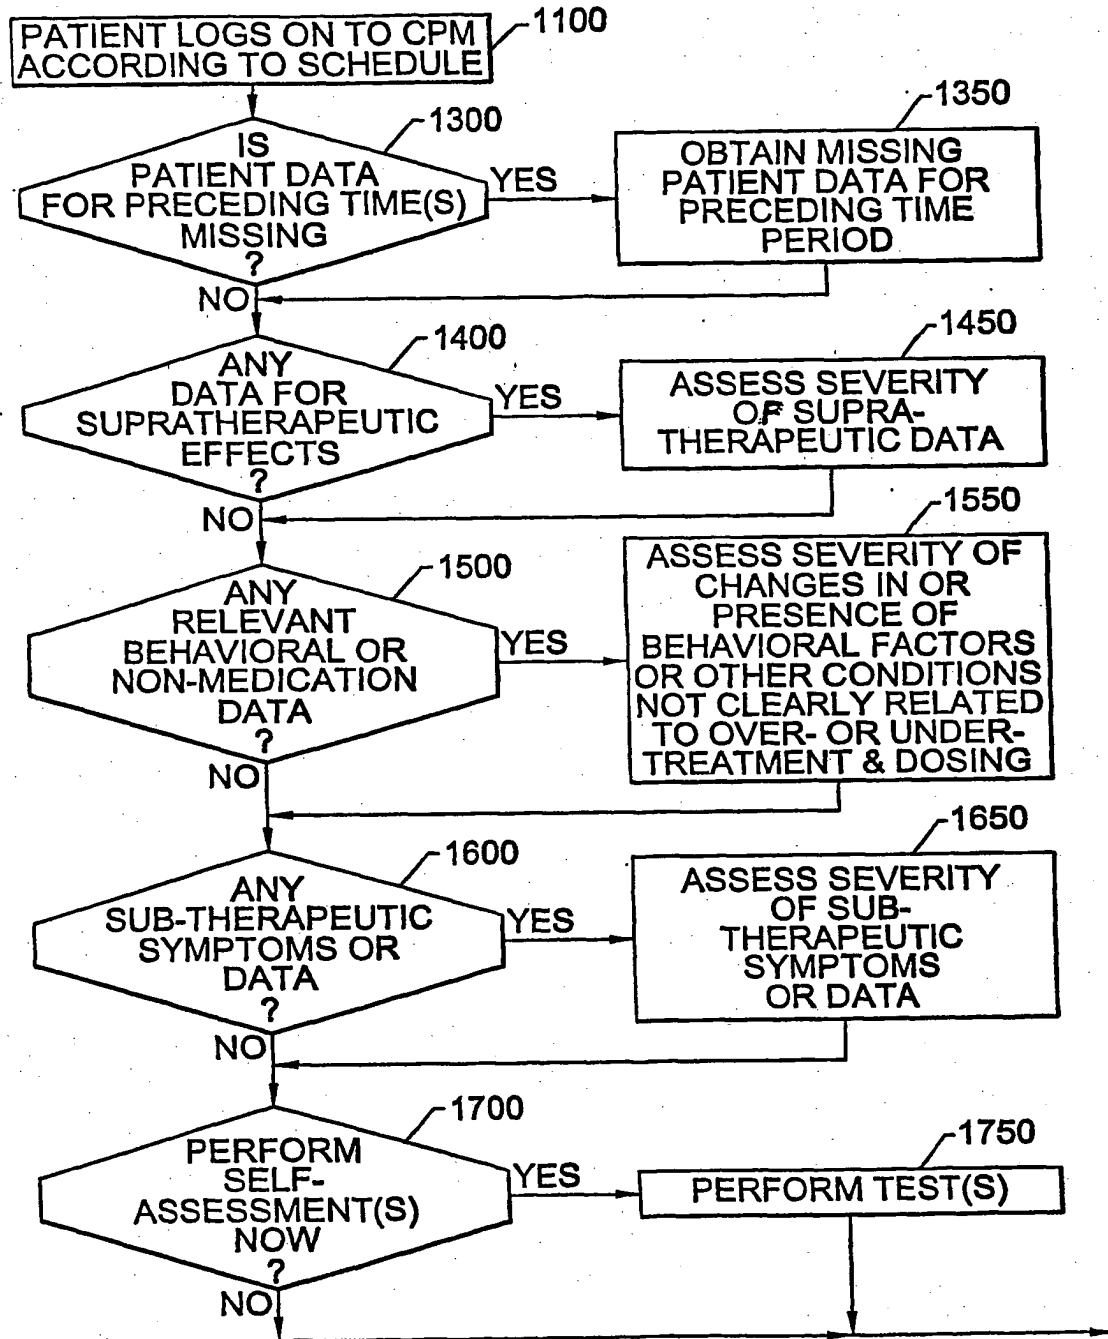 PATIENT LOGS ON TO CPM
ACCORDING TO SCHEDULE
1100
1300
IS
PATIENT DATA
FOR PRECEDING TIME(S)
MISSING
?
YES
NO
1350
OBTAIN MISSING
PATIENT DATA FOR
PRECEDING TIME
PERIOD
1400
ANY
DATA FOR
SUPRATHERAPEUTIC
EFFECTS
?
YES
NO
1450
ASSESS SEVERITY
OF SUPRA-
THERAPEUTIC DATA
1500
ANY
RELEVANT
BEHAVIORAL OR
NON-MEDICATION
DATA
?
YES
NO
1550
ASSESS SEVERITY OF
CHANGES IN OR
PRESENCE OF
BEHAVIORAL FACTORS
OR OTHER CONDITIONS
NOT CLEARLY RELATED
TO OVER- OR UNDER-
TREATMENT & DOSING
1600
ANY
SUB-THERAPEUTIC
SYMPTOMS OR
DATA
?
YES
NO
1650
ASSESS SEVERITY
OF SUB-
THERAPEUTIC
SYMPTOMS
OR DATA
1700
PERFORM
SELF-
ASSESSMENT(S)
NOW
?
YES
NO
1750
PERFORM TEST(S)